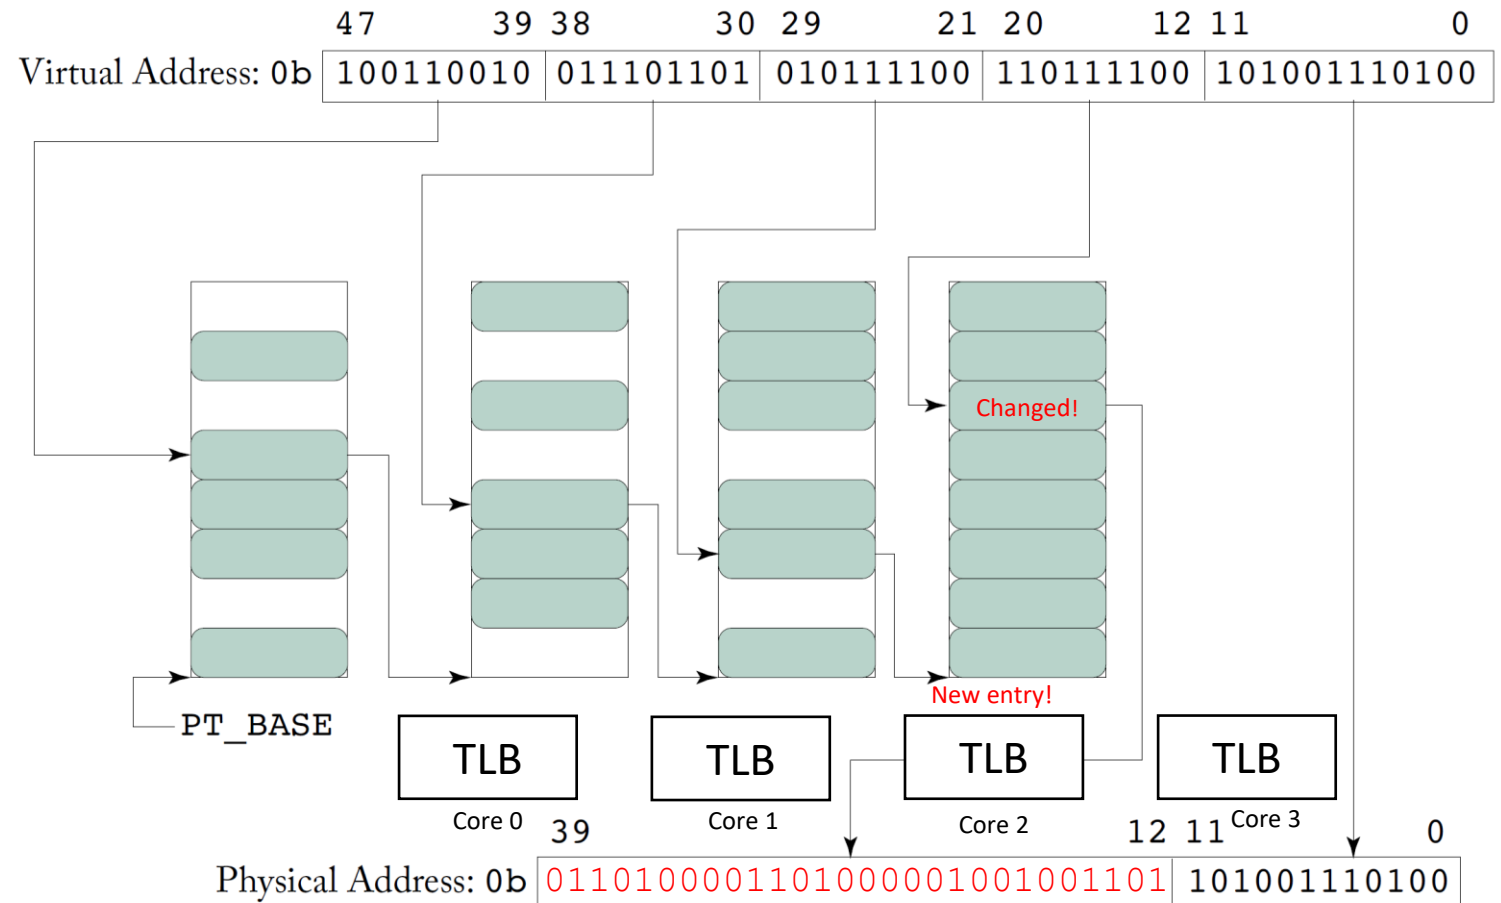 47 39 38 30 29 21 20 12 11 0
Virtual Address: 0b 100110010 011101101 010111100 110111100 101001110100
Changed!
New entry!
PT_BASE
TLB TLB TLB TLB
Core 0 Core 1 Core 2 Core 3
39 12 11 0
Physical Address: 0b 0110100001101000001001001101 101001110100